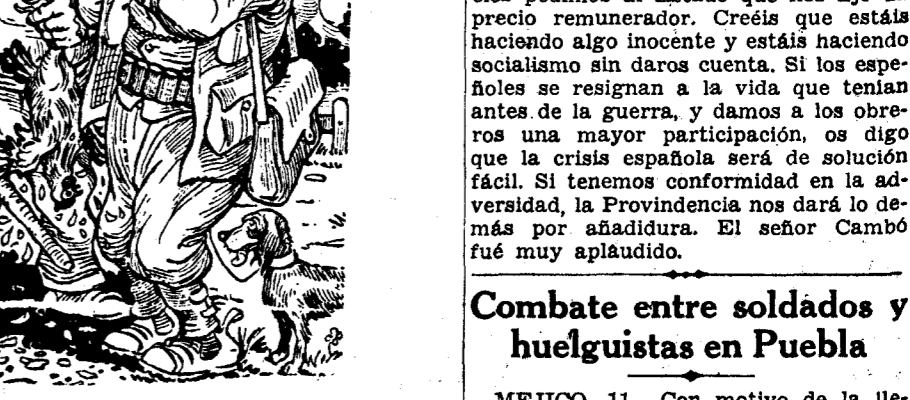 precio remunerador. Creéis que estáis
haciendo algo inocente y estáis haciendo
socialismo sin daros cuenta. Si los espe-
ñoles se resignan a la vida que tenían
antes de la guerra, y damos a los obre-
ros una mayor participación, os digo
que la crisis española será de solución
fácil. Si tenemos conformidad en la ad-
versidad, la Provindencia nos dará lo de-
más por añadidura. El señor Cambó
fué muy aplaudido.
Combate entre soldados y
huelguistas en Puebla
MEJICO, 11. Con motivo de la lle-